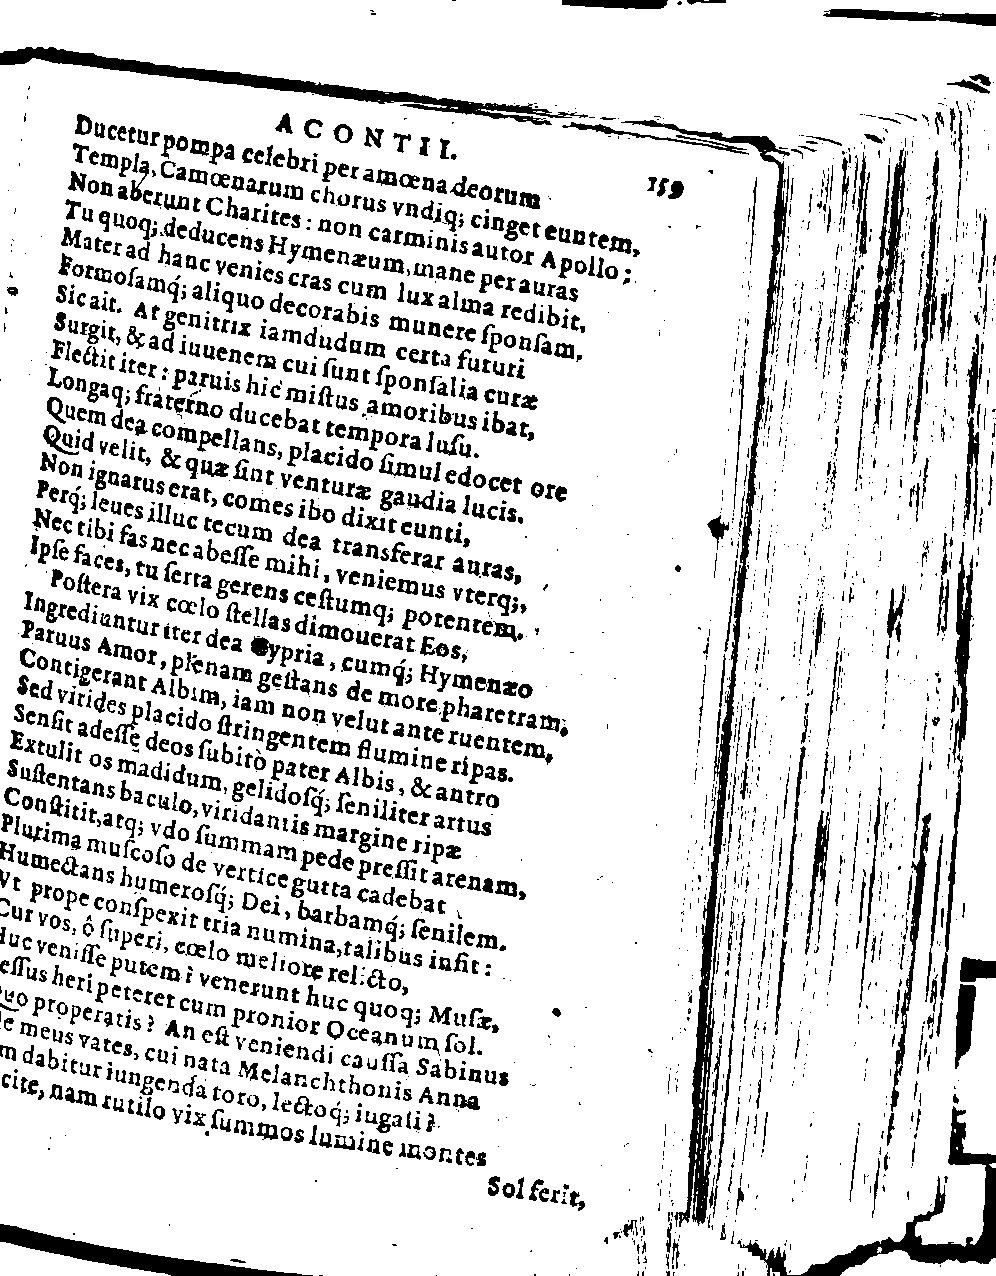 ACONTII.
159
Ducetur pompa celebri per amœna deorum
Templa, Camœnarum chorus vndiq; cinget euntem,
Non aberunt Charites: non carminis autor Apollo;
Tu quoq; deducens Hymenæum, mane per auras
Mater ad hanc venies cras cum lux alma redibit,
Formoſamq́; aliquo decorabis munere ſponſam.
Sic ait. At genitrix iamdudum certa futuri
Surgit, & ad iuuenem cui ſunt ſponſalia curæ
Flectit iter: paruis hic miſtus amoribus ibat,
Longaq; fraterno ducebat tempora luſu.
Quem dea compellans, placido ſimul edocet ore
Quid velit, & quæ ſint venturæ gaudia lucis.
Non ignarus erat, comes ibo dixit eunti,
Perq́; leues illuc tecum dea transferar auras,
Nec tibi fas nec abeſſe mihi, veniemus vterq;,
Ipſe faces, tu ſerta gerens ceſtumq; potentem.
Poſtera vix cœlo ſtellas dimouerat Eos,
Ingrediuntur iter dea Cypria, cumq́; Hymenæo
Paruus Amor, plenam geſtans de more pharetram,
Contigerant Albim, iam non velut ante ruentem,
Sed virides placido ſtringentem flumine ripas.
Senſit adeſſe deos ſubitò pater Albis, & antro
Extulit os madidum, gelidoſq́; ſeniliter artus
Suſtentans baculo, viridantis margine ripæ
Conſtitit, atq; vdo ſummam pede preſſit arenam,
Plurima muſcoſo de vertice gutta cadebat
Humectans humeroſq́; Dei, barbamq́; ſenilem.
Vt prope conſpexit tria numina, talibus inſit:
Cur vos, ô ſuperi, cœlo meliore relicto,
Huc veniſſe putem? venerunt huc quoq; Muſæ,
eſſus heri peteret cum pronior Oceanum ſol.
Quo properatis? An eſt veniendi cauſſa Sabinus
le meus vates, cui nata Melanchthonis Anna
m dabitur iungenda toro, lectoq́; iugali?
cite, nam rutilo vix ſummos lumine montes
Sol ferit,